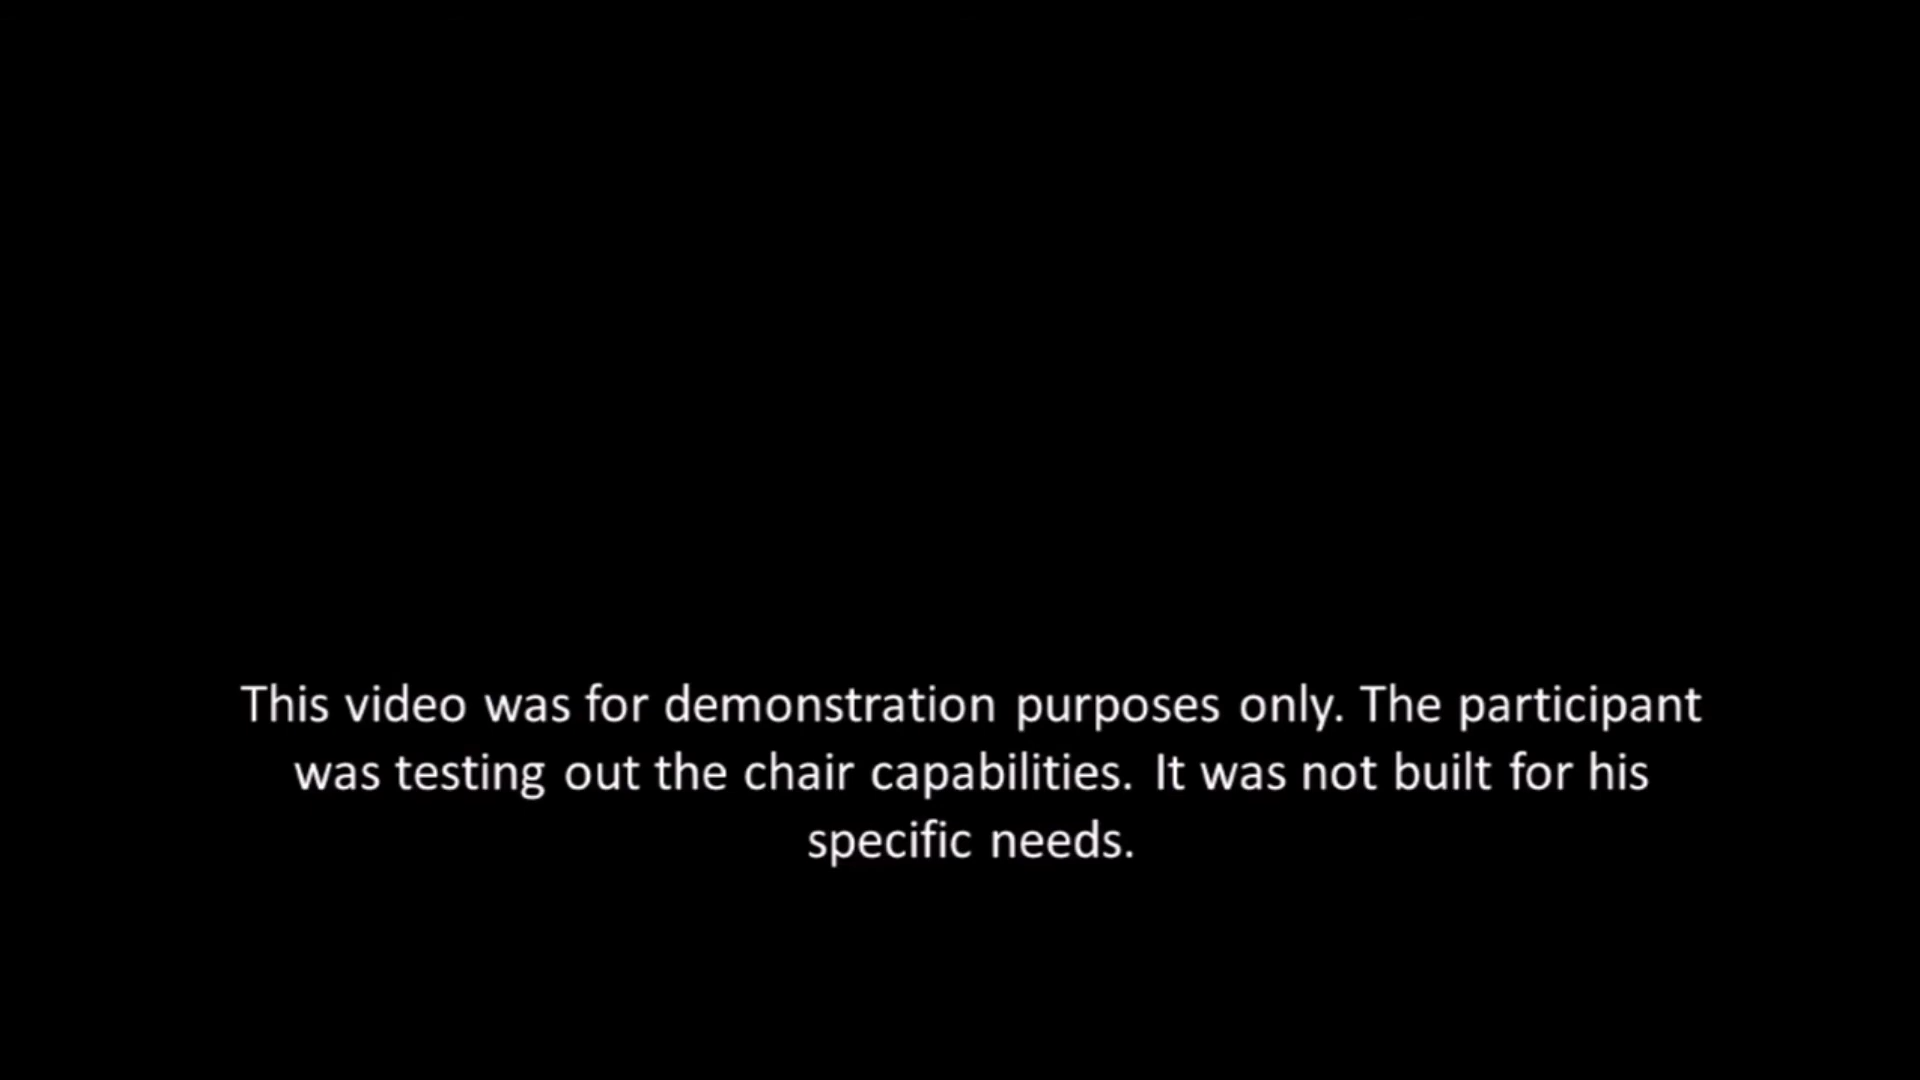 This video was for demonstration purposes only. The participant
was testing out the chair capabilities. It was not built for his
specific needs.